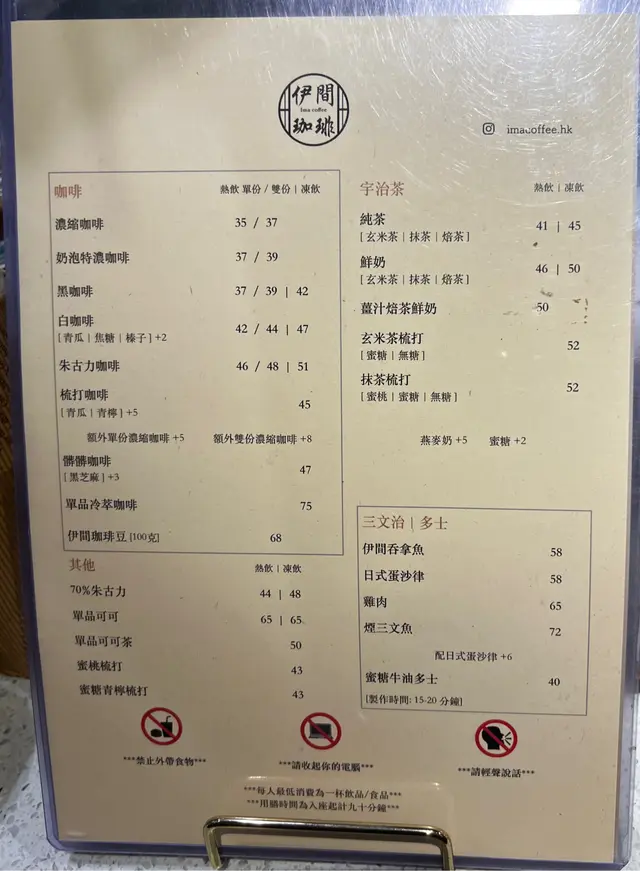 伊間
Ima coffee
珈琲
imacoffee.hk
咖啡 熱飲 單份 / 雙份 | 凍飲
濃縮咖啡 35 / 37
奶泡特濃咖啡 37 / 39
黑咖啡 37 / 39 | 42
白咖啡 42 / 44 | 47
[青瓜 | 焦糖 | 榛子] +2
朱古力咖啡 46 / 48 | 51
梳打咖啡 45
[青瓜 | 青檸] +5
額外單份濃縮咖啡 +5 額外雙份濃縮咖啡 +8
髒髒咖啡 47
[黑芝麻] +3
單品冷萃咖啡 75
伊間咖啡豆 [100克] 68
其他 熱飲 | 凍飲
70%朱古力 44 | 48
單品可可 65 | 65
單品可可茶 50
蜜桃梳打 43
蜜糖青檸梳打 43
宇治茶 熱飲 | 凍飲
純茶 41 | 45
[玄米茶 | 抹茶 | 焙茶]
鮮奶 46 | 50
[玄米茶 | 抹茶 | 焙茶]
薑汁焙茶鮮奶 50
玄米茶梳打 52
[蜜糖 | 無糖]
抹茶梳打 52
[蜜桃 | 蜜糖 | 無糖]
燕麥奶 +5 蜜糖 +2
三文治 | 多士
伊間吞拿魚 58
日式蛋沙律 58
雞肉 65
煙三文魚 72
配日式蛋沙律 +6
蜜糖牛油多士 40
[製作時間: 15-20 分鐘]
***禁止外帶食物***
***請收起你的電腦***
***請輕聲說話***
***每人最低消費為一杯飲品/食品***
***用膳時間為入座起計九十分鐘***